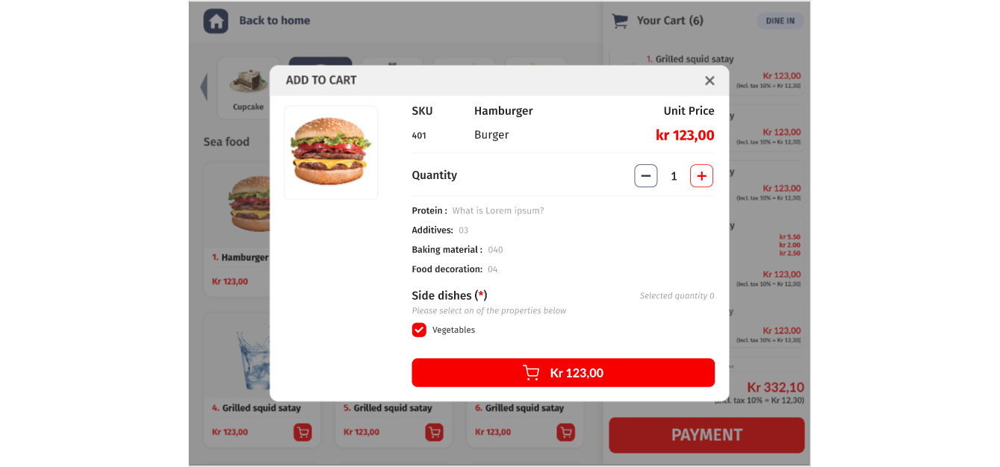 Back to home
Your Cart (6)
DINE IN
1. Grilled squid satay
Kr 123,00
(Incl. tax 10% = Kr 12,30)
Cupcake
Sea food
y
Kr 123,00
(Incl. tax 10% = Kr 12,30)
y
Kr 123,00
(Incl. tax 10% = Kr 12,30)
y
kr 5.50
kr 2.00
kr 2.50
Kr 123,00
(Incl. tax 10% = Kr 12,30)
y
Kr 123,00
(Incl. tax 10% = Kr 12,30)
1. Hamburger
Kr 123,00
ADD TO CART
SKU Hamburger Unit Price
401 Burger kr 123,00
Quantity 1
Protein : What is Lorem ipsum?
Additives: 03
Baking material : 040
Food decoration: 04
Side dishes (*) Selected quantity 0
Please select on of the properties below
Vegetables
Kr 123,00
4. Grilled squid satay
Kr 123,00
5. Grilled squid satay
Kr 123,00
6. Grilled squid satay
Kr 123,00
Kr 332,10
tax 10% = Kr 12,30)
PAYMENT